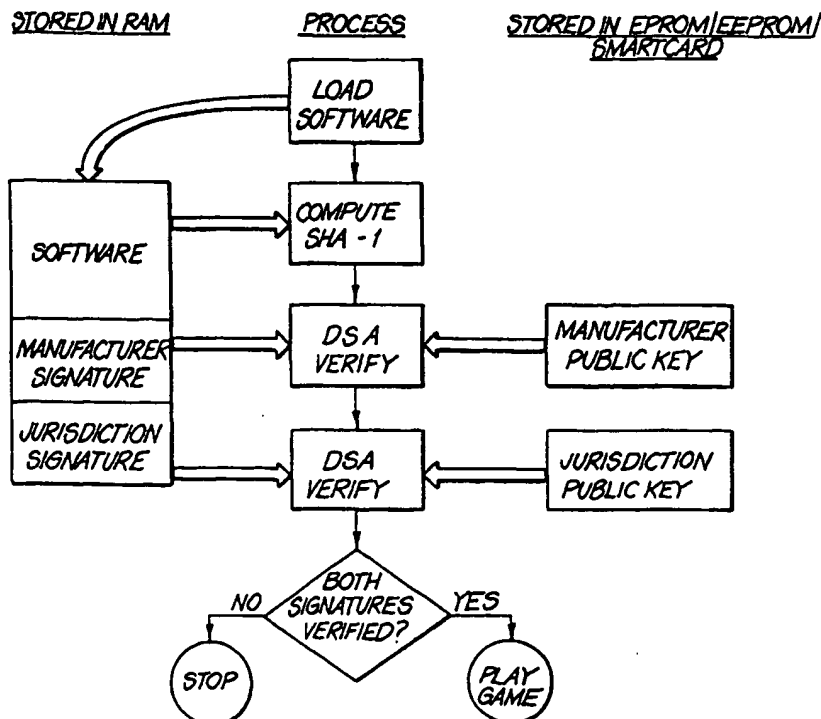 STORED IN RAM
PROCESS
STORED IN EPROM/EEPROM/
SMARTCARD
LOAD
SOFTWARE
SOFTWARE
COMPUTE
SHA - 1
MANUFACTURER
SIGNATURE
DSA
VERIFY
MANUFACTURER
PUBLIC KEY
JURISDICTION
SIGNATURE
DSA
VERIFY
JURISDICTION
PUBLIC KEY
BOTH
SIGNATURES
VERIFIED?
NO
YES
STOP
PLAY
GAME